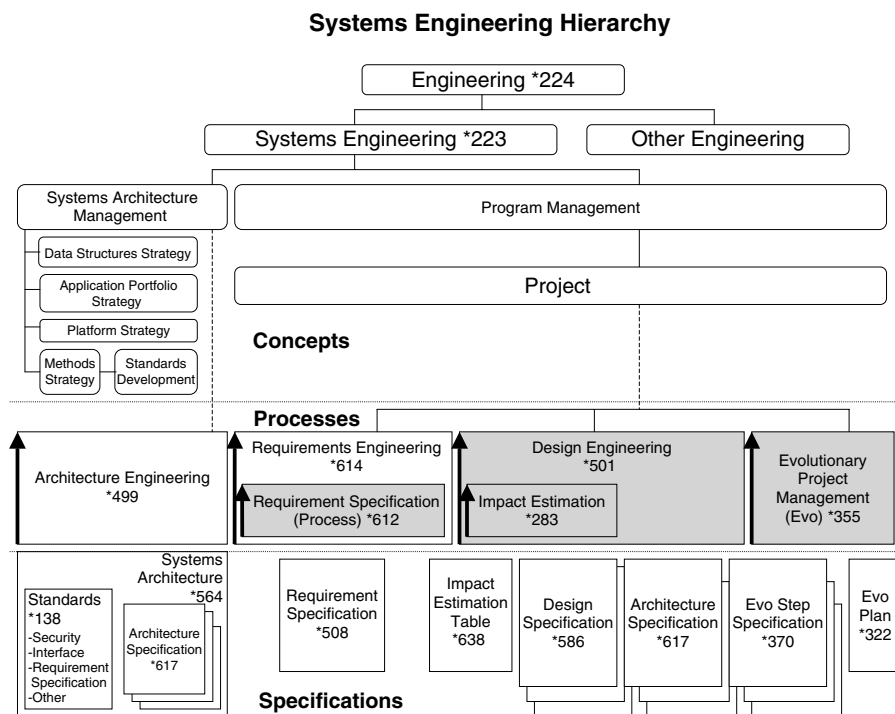 Systems Engineering Hierarchy
Engineering *224
Systems Engineering *223
Other Engineering
Systems Architecture
Management
Program Management
Data Structures Strategy
Application Portfolio
Strategy
Project
Platform Strategy
Methods
Strategy
Standards
Development
Concepts
Processes
Architecture Engineering
*499
Requirements Engineering
*614
Requirement Specification
(Process) *612
Design Engineering
*501
Impact Estimation
*283
Evolutionary
Project
Management
(Evo) *355
Systems
Architecture
*564
Standards
*138
-Security
-Interface
-Requirement
Specification
-Other
Architecture
Specification
*617
Requirement
Specification
*508
Impact
Estimation
Table
*638
Design
Specification
*586
Architecture
Specification
*617
Evo Step
Specification
*370
Evo
Plan
*322
Specifications